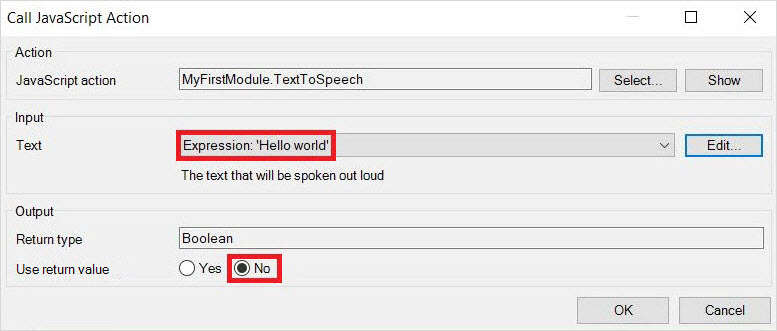 Call JavaScript Action
Action
JavaScript action MyFirstModule.TextToSpeech Select... Show
Input
Text Expression: 'Hello world' Edit...
The text that will be spoken out loud
Output
Return type Boolean
Use return value Yes No
OK Cancel